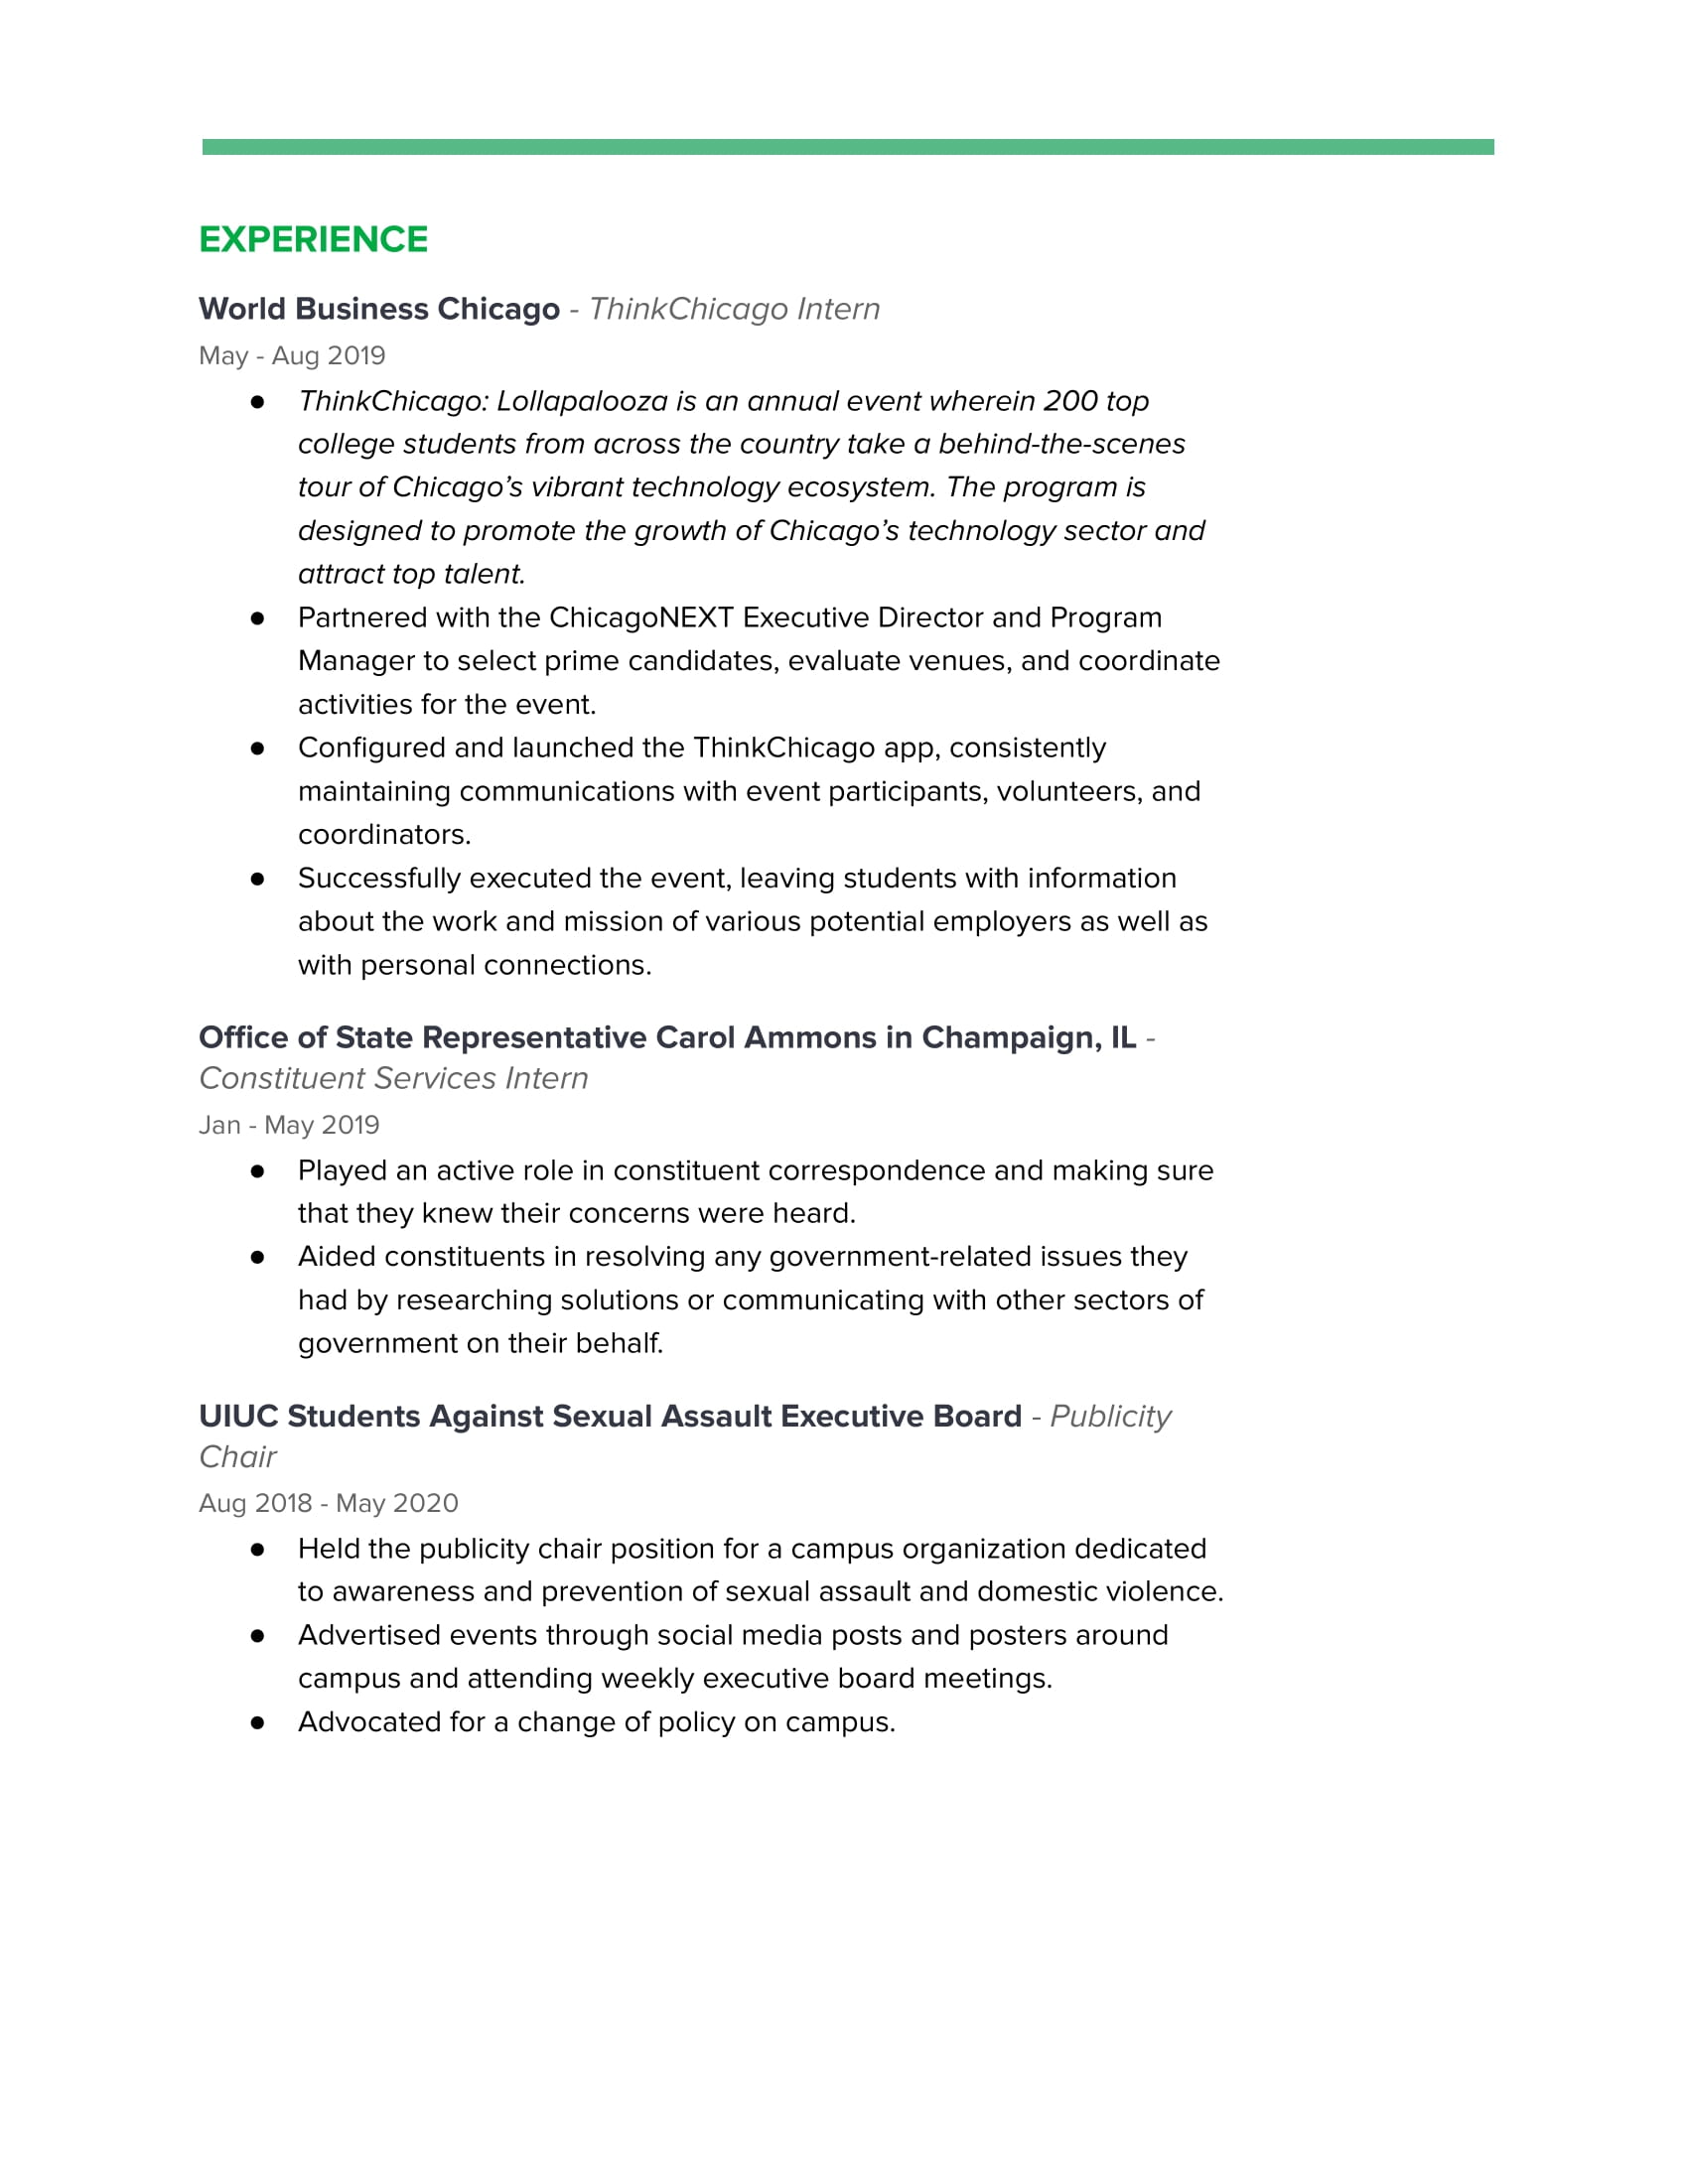 EXPERIENCE
World Business Chicago - ThinkChicago Intern
May - Aug 2019
● ThinkChicago: Lollapalooza is an annual event wherein 200 top
college students from across the country take a behind-the-scenes
tour of Chicago’s vibrant technology ecosystem. The program is
designed to promote the growth of Chicago’s technology sector and
attract top talent.
● Partnered with the ChicagoNEXT Executive Director and Program
Manager to select prime candidates, evaluate venues, and coordinate
activities for the event.
● Configured and launched the ThinkChicago app, consistently
maintaining communications with event participants, volunteers, and
coordinators.
● Successfully executed the event, leaving students with information
about the work and mission of various potential employers as well as
with personal connections.
Office of State Representative Carol Ammons in Champaign, IL -
Constituent Services Intern
Jan - May 2019
● Played an active role in constituent correspondence and making sure
that they knew their concerns were heard.
● Aided constituents in resolving any government-related issues they
had by researching solutions or communicating with other sectors of
government on their behalf.
UIUC Students Against Sexual Assault Executive Board - Publicity
Chair
Aug 2018 - May 2020
● Held the publicity chair position for a campus organization dedicated
to awareness and prevention of sexual assault and domestic violence.
● Advertised events through social media posts and posters around
campus and attending weekly executive board meetings.
● Advocated for a change of policy on campus.